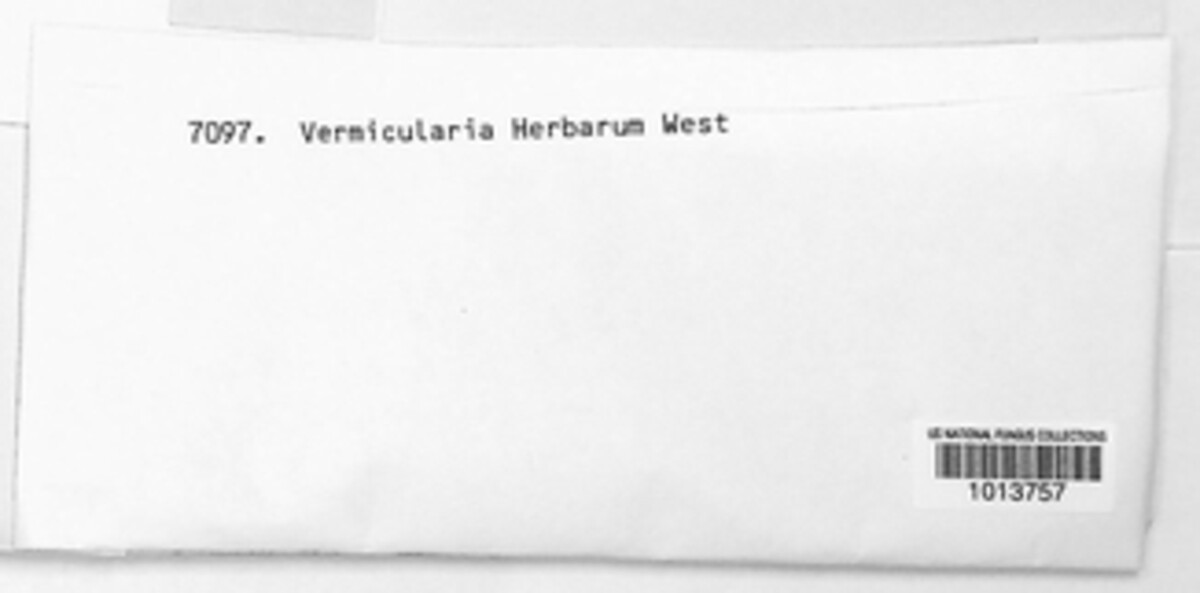 7097. Vermicularia Herbarum West
US NATIONAL FUNGUS COLLECTIONS
1013757